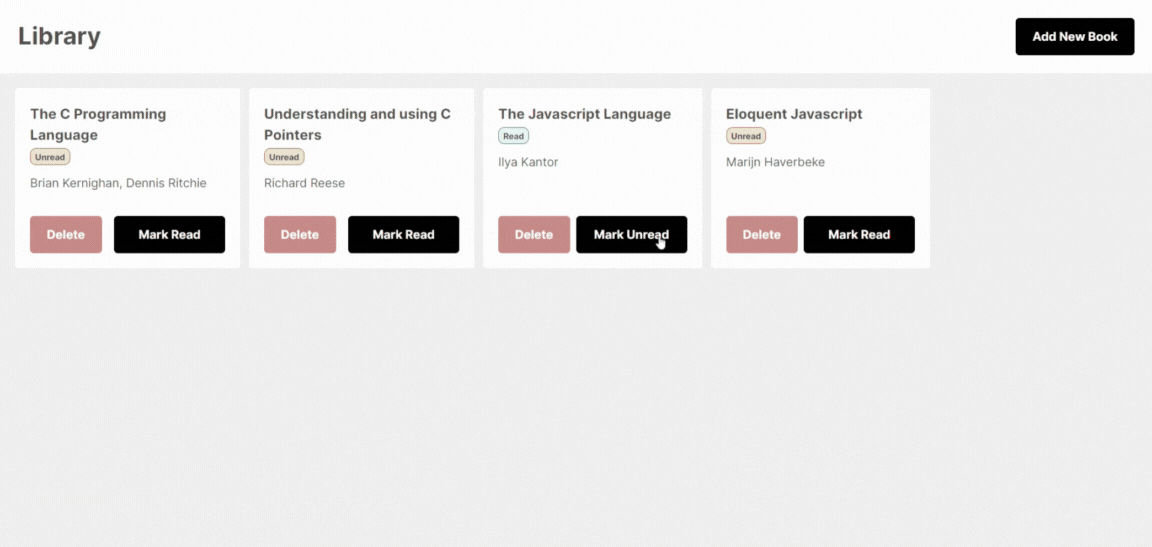 Library
Add New Book
The C Programming
Language
Unread
Brian Kernighan, Dennis Ritchie
Delete
Mark Read
Understanding and using C
Pointers
Unread
Richard Reese
Delete
Mark Read
The Javascript Language
Read
Ilya Kantor
Delete
Mark Unread
Eloquent Javascript
Unread
Marijn Haverbeke
Delete
Mark Read